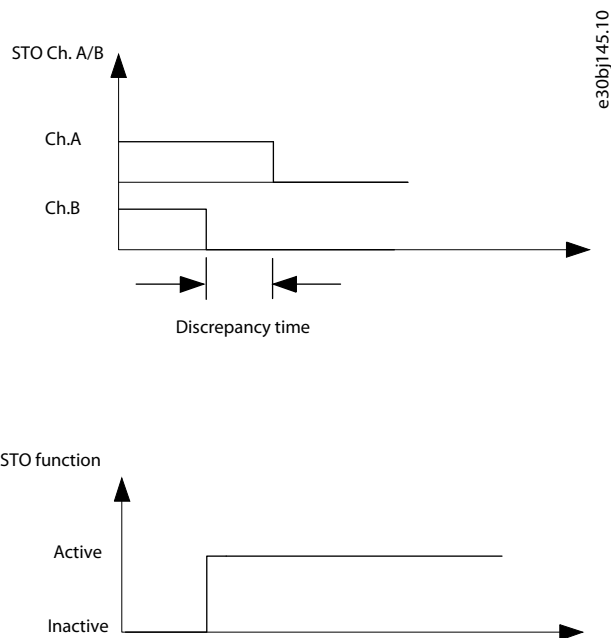 e30bj145.10
STO Ch. A/B
Ch.A
Ch.B
Discrepancy time
STO function
Active
Inactive